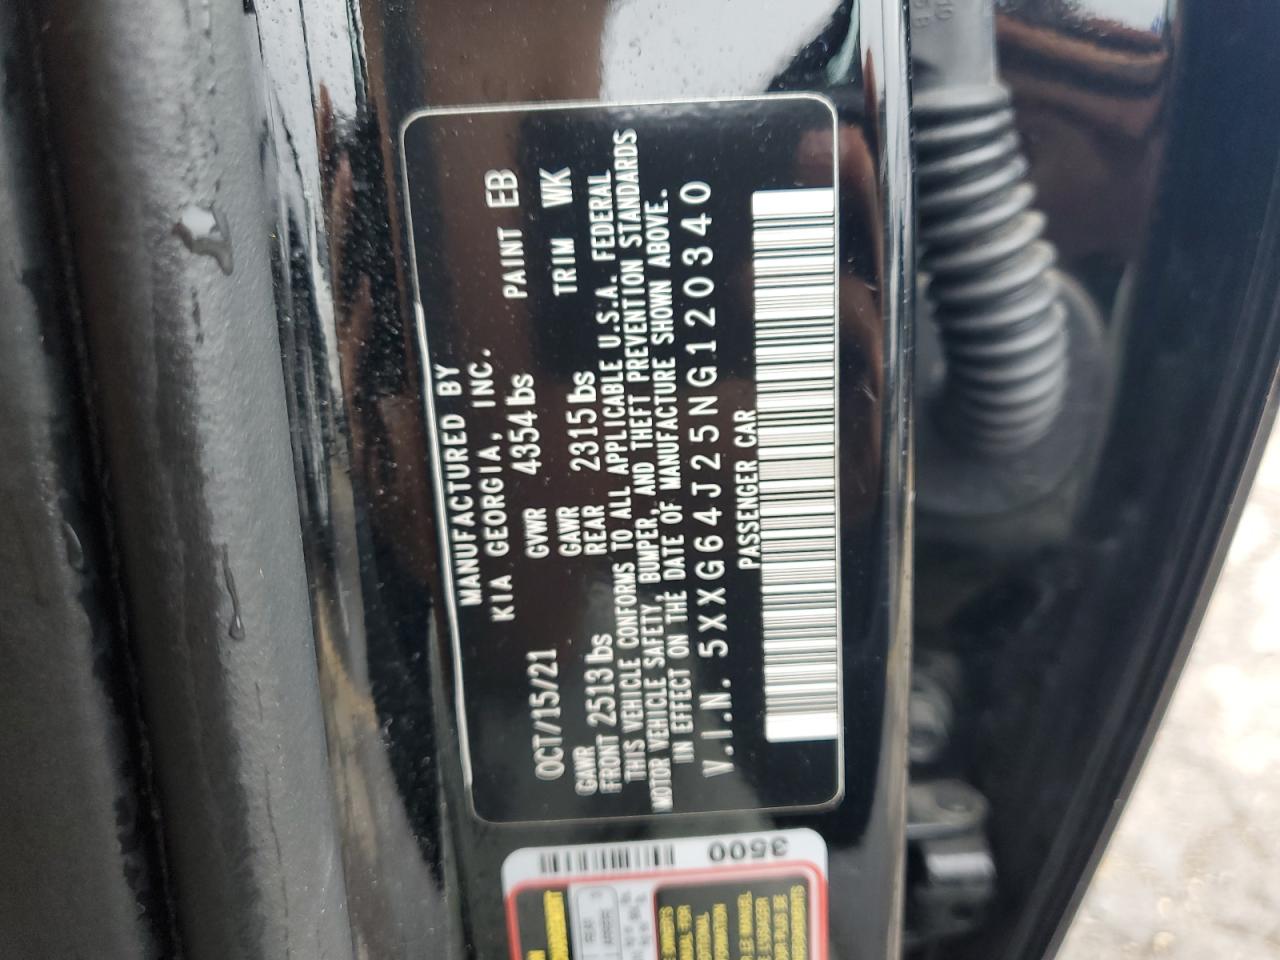 MANUFACTURED BY
KIA GEORGIA, INC.
OCT/15/21 GVWR 4354lbs PAINT EB
GAWR FRONT 2513lbs GAWR REAR 2315lbs TRIM WK
THIS VEHICLE CONFORMS TO ALL APPLICABLE U.S.A. FEDERAL
MOTOR VEHICLE SAFETY, BUMPER, AND THEFT PREVENTION STANDARDS
IN EFFECT ON THE DATE OF MANUFACTURE SHOWN ABOVE.
V.I.N. 5XXG64J25NG120340
PASSENGER CAR
3500